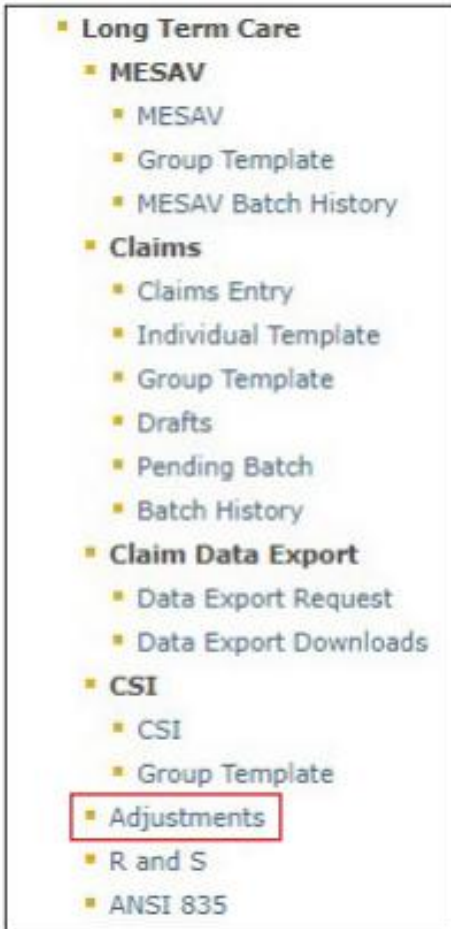 Long Term Care
MESAV
MESAV
Group Template
MESAV Batch History
Claims
Claims Entry
Individual Template
Group Template
Drafts
Pending Batch
Batch History
Claim Data Export
Data Export Request
Data Export Downloads
CSI
CSI
Group Template
Adjustments
R and S
ANSI 835